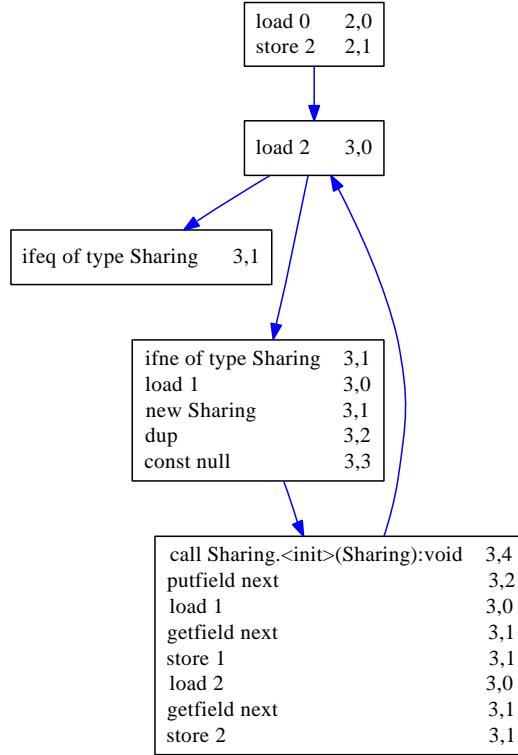 load 0 2,0
store 2 2,1
load 2 3,0
ifeq of type Sharing 3,1
ifne of type Sharing 3,1
load 1 3,0
new Sharing 3,1
dup 3,2
const null 3,3
call Sharing.<init>(Sharing):void 3,4
putfield next 3,2
load 1 3,0
getfield next 3,1
store 1 3,1
load 2 3,0
getfield next 3,1
store 2 3,1